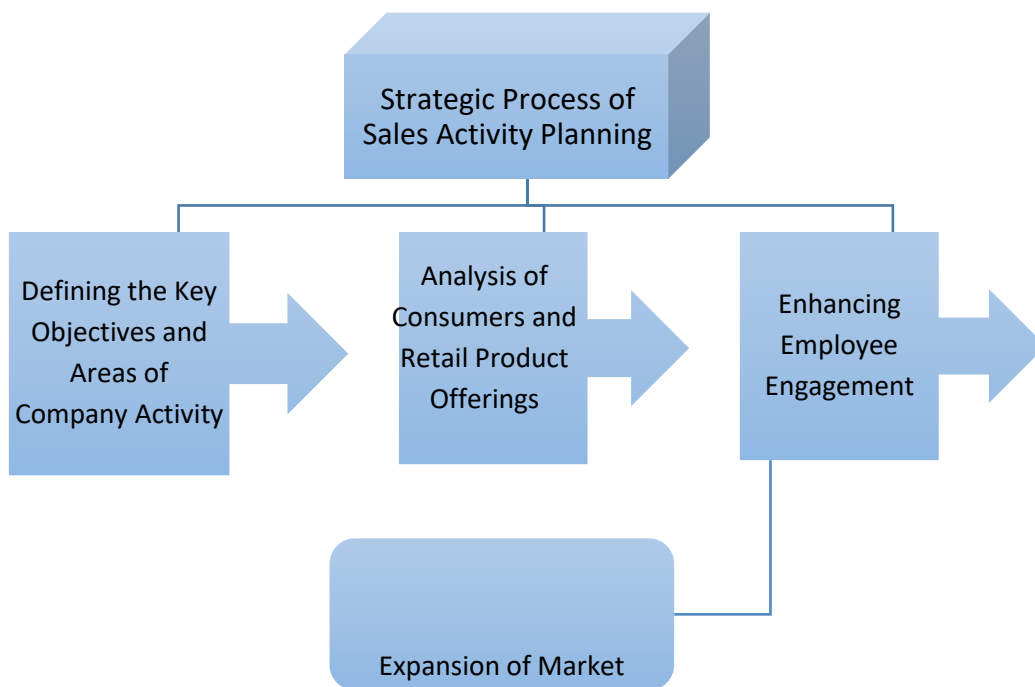 Strategic Process of
Sales Activity Planning
Defining the Key
Objectives and
Areas of
Company Activity
Analysis of
Consumers and
Retail Product
Offerings
Enhancing
Employee
Engagement
Expansion of Market